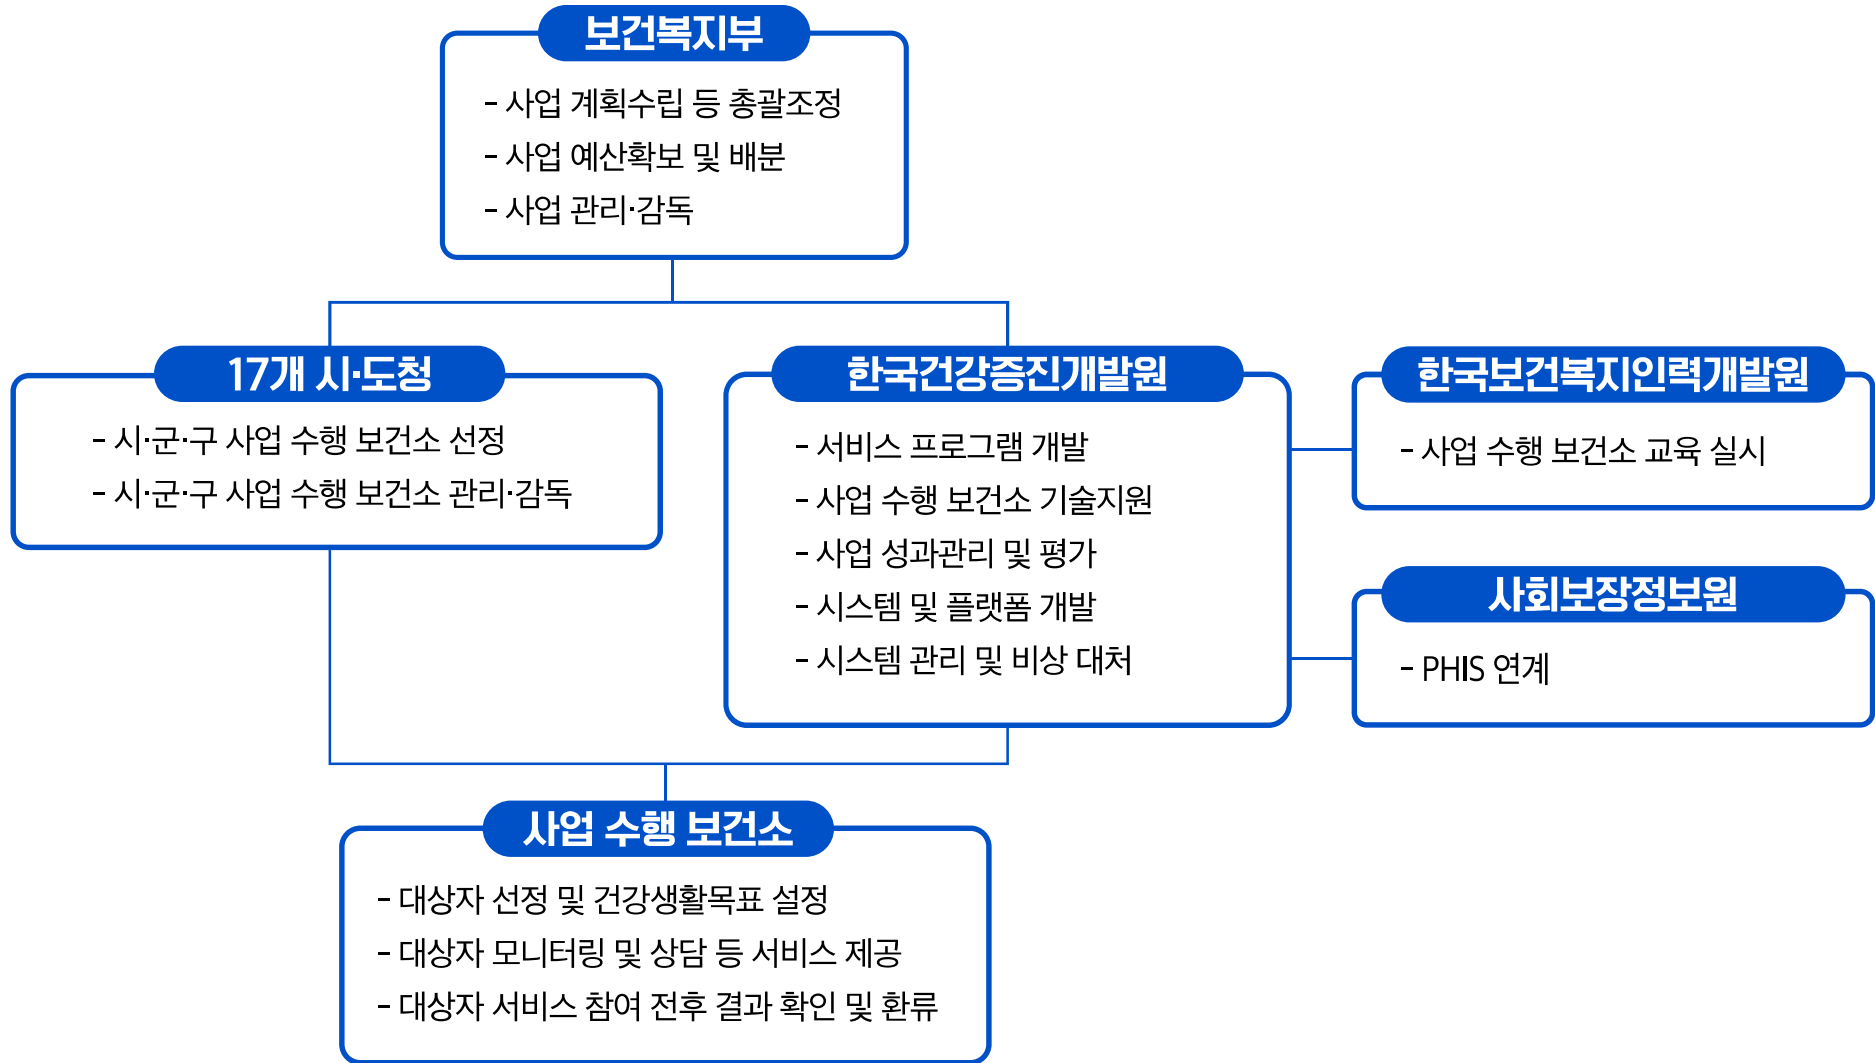 보건복지부
- 사업 계획수립 등 총괄조정
- 사업 예산확보 및 배분
- 사업 관리·감독
17개 시·도청
- 시·군·구 사업 수행 보건소 선정
- 시·군·구 사업 수행 보건소 관리·감독
한국건강증진개발원
- 서비스 프로그램 개발
- 사업 수행 보건소 기술지원
- 사업 성과관리 및 평가
- 시스템 및 플랫폼 개발
- 시스템 관리 및 비상 대처
한국보건복지인력개발원
- 사업 수행 보건소 교육 실시
사회보장정보원
- PHIS 연계
사업 수행 보건소
- 대상자 선정 및 건강생활목표 설정
- 대상자 모니터링 및 상담 등 서비스 제공
- 대상자 서비스 참여 전후 결과 확인 및 환류